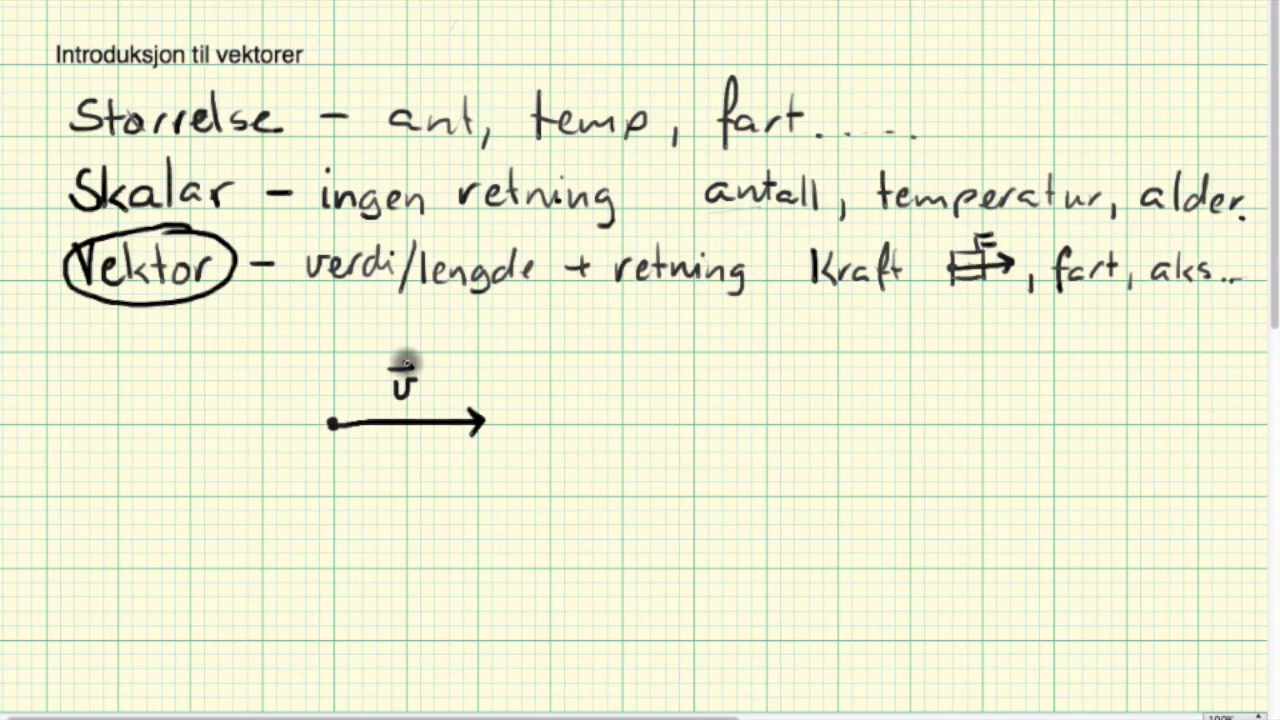 Introduksjon til vektorer
Størrelse - ant, temp, fart.....
Skalar - ingen retning antall, temperatur, alder.
Vektor - verdi/lengde + retning Kraft F, fart, aks..
v
100%